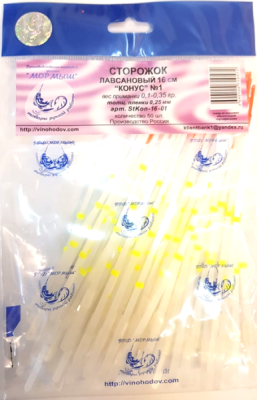 "МОРМЫШ"
http://vinohodov.com
СТОРОЖОК
ЛАВСАНОВЫЙ 16 см
"КОНУС" №1
вес приманки 0,1-0,35 гр.
толщ. пленки 0,25 мм
арт. StKon-16-01
количество 50 шт.
Производство Россия
http://vinohodov.com